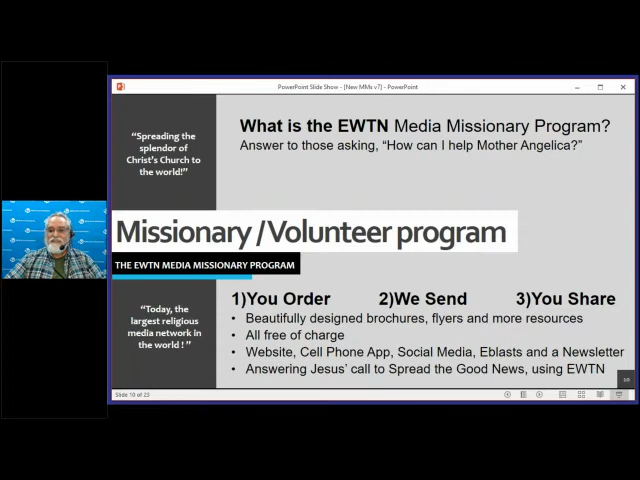 PowerPoint Slide Show - [New MMs v7] - PowerPoint
"Spreading the
splendor of
Christ's Church to
the world!"
What is the EWTN Media Missionary Program?
Answer to those asking, "How can I help Mother Angelica?"
Missionary /Volunteer program
THE EWTN MEDIA MISSIONARY PROGRAM
"Today, the
largest religious
media network in
the world ! "
1)You Order 2)We Send 3)You Share
• Beautifully designed brochures, flyers and more resources
• All free of charge
• Website, Cell Phone App, Social Media, Eblasts and a Newsletter
• Answering Jesus' call to Spread the Good News, using EWTN
10
Slide 10 of 23